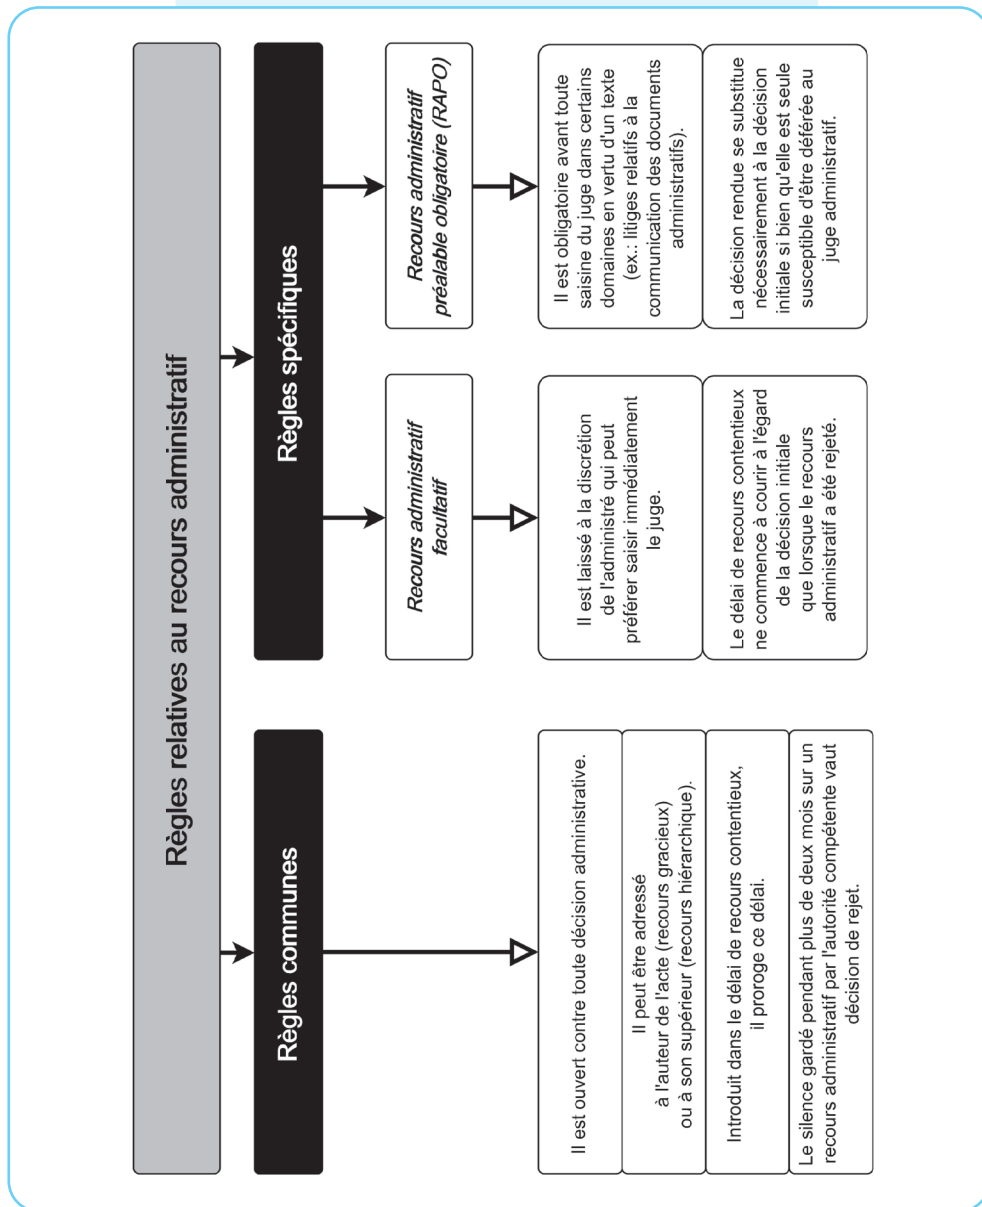 Règles relatives au recours administratif
Règles communes
Il est ouvert contre toute décision administrative.
Il peut être adressé
à l'auteur de l'acte (recours gracieux)
ou à son supérieur (recours hiérarchique).
Introduit dans le délai de recours contentieux,
il proroge ce délai.
Le silence gardé pendant plus de deux mois sur un
recours administratif par l'autorité compétente vaut
décision de rejet.
Règles spécifiques
Recours administratif
facultatif
Il est laissé à la discrétion
de l'administré qui peut
préférer saisir immédiatement
le juge.
Le délai de recours contentieux
ne commence à courir à l'égard
de la décision initiale
que lorsque le recours
administratif a été rejeté.
Recours administratif
préalable obligatoire (RAPO)
Il est obligatoire avant toute
saisine du juge dans certains
domaines en vertu d'un texte
(ex.: litiges relatifs à la
communication des documents
administratifs).
La décision rendue se substitue
nécessairement à la décision
initiale si bien qu'elle est seule
susceptible d'être déférée au
juge administratif.